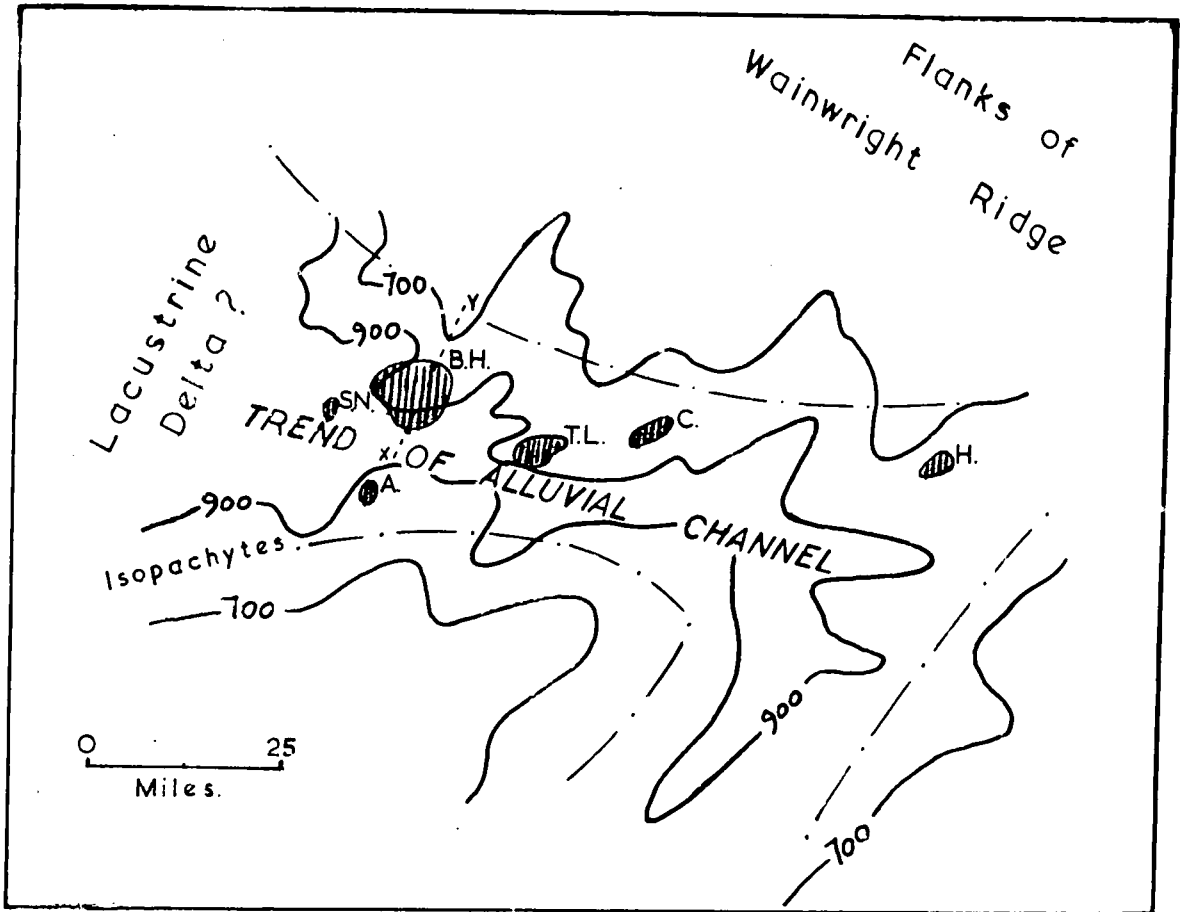 Flanks of
Wainwright Ridge
Lacustrine
Delta ?
700
Y
900
B.H.
S.N.
TREND OF ALLUVIAL CHANNEL
T.L.
C.
H.
X
A.
900
Isopachytes.
700
900
700
0 25
Miles.